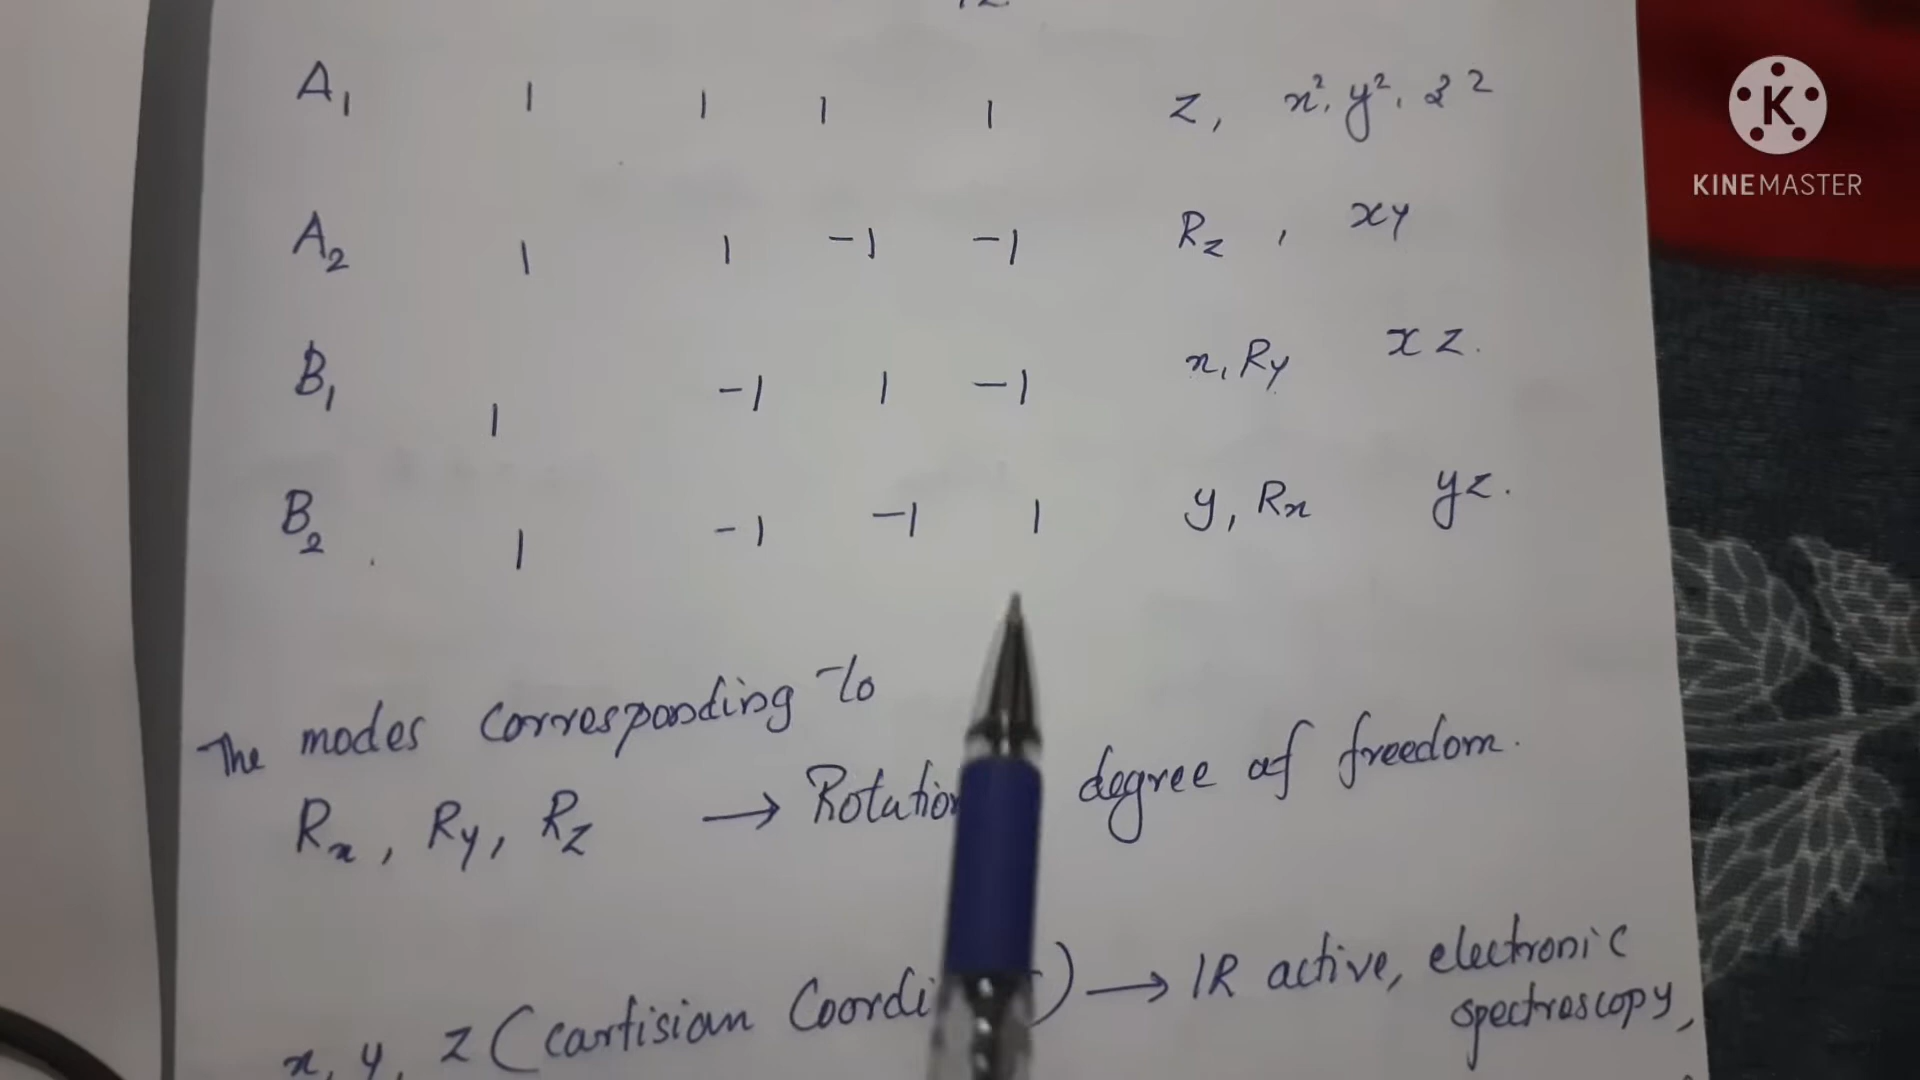 A₁ 1 1 1 1 z, x², y², z²
A₂ 1 1 -1 -1 Rz, xy
B₁ 1 -1 1 -1 x, Ry xz.
B₂ 1 -1 -1 1 y, Rx yz.
The modes corresponding to
Rx, Ry, Rz → Rotation degree of freedom.
x, y, z (cartisian Coordi ) → IR active, electronic
spectroscopy,
K
KINEMASTER